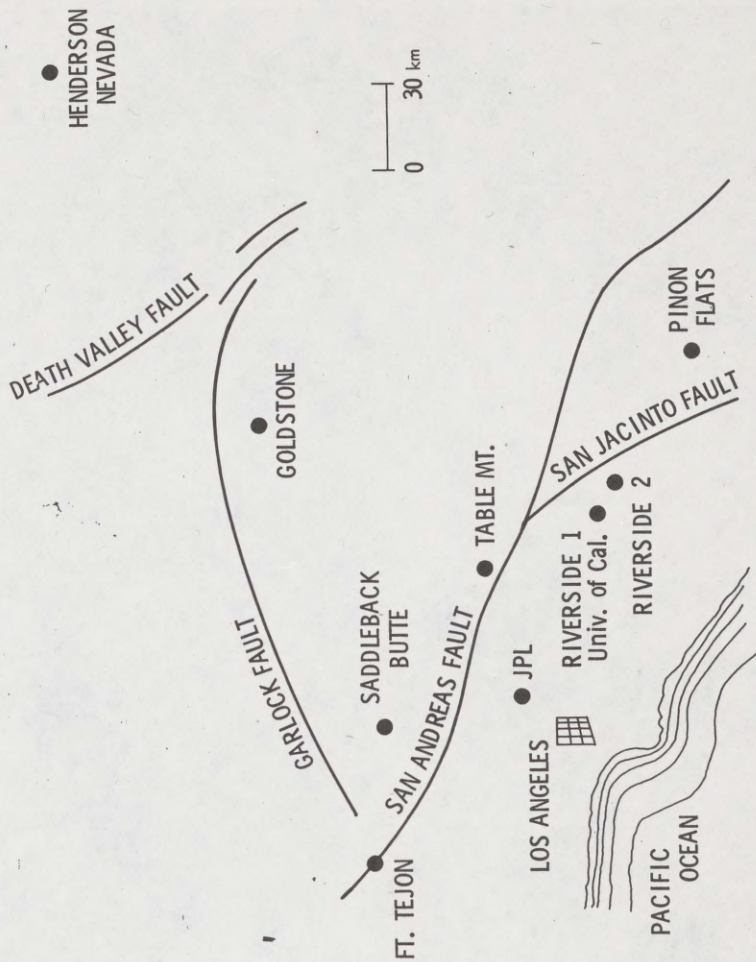 HENDERSON
NEVADA
DEATH VALLEY FAULT
0 30 km
GARLOCK FAULT
GOLDSTONE
SADDLEBACK
BUTTE
FT. TEJON
SAN ANDREAS FAULT
TABLE MT.
JPL
LOS ANGELES
RIVERSIDE 1
Univ. of Cal.
RIVERSIDE 2
SAN JACINTO FAULT
PINON
FLATS
PACIFIC
OCEAN